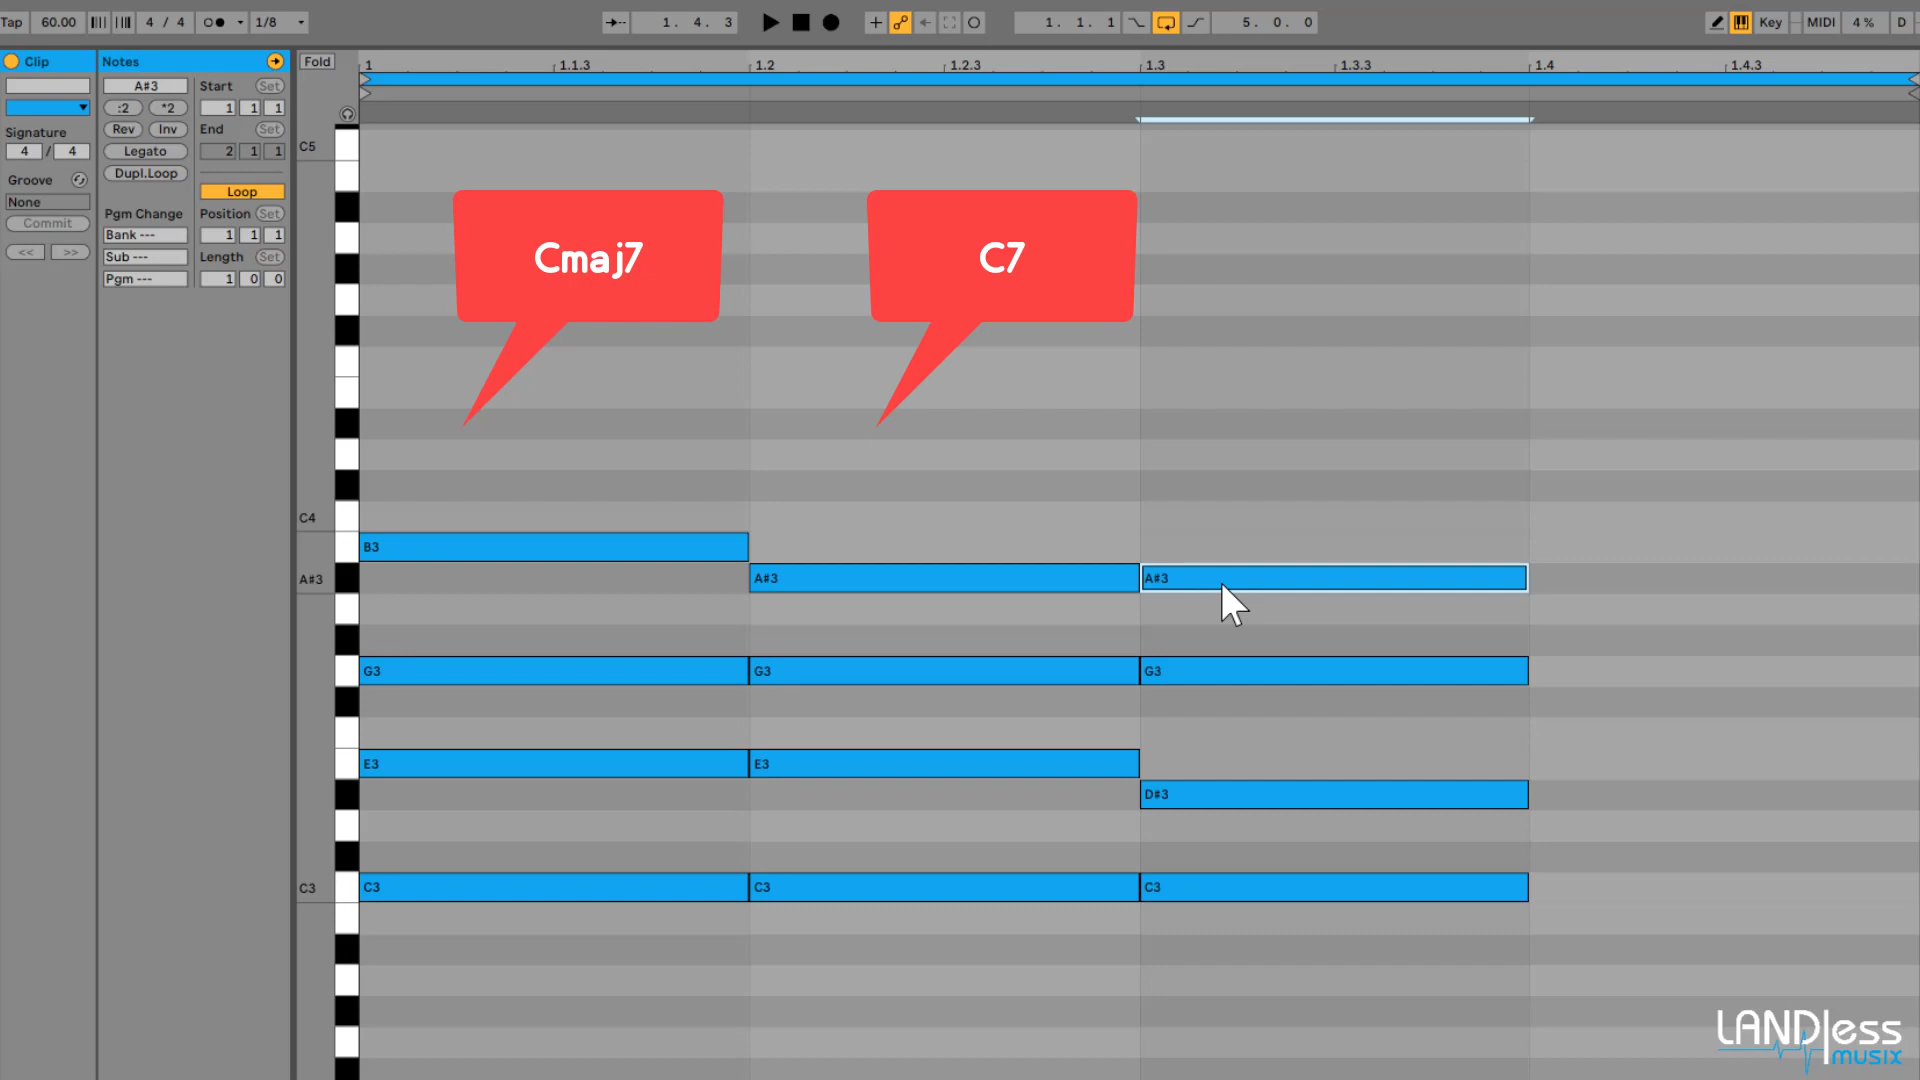 Tap 60.00 4 / 4 1/8 1. 4. 3 1. 1. 1 5. 0. 0 Key MIDI 4% D
Clip Notes Fold 1 1.1.3 1.2 1.2.3 1.3 1.3.3 1.4 1.4.3
A#3 Start Set
:2 *2 1 1 1
Rev Inv End Set
Signature
4 / 4 Legato 2 1 1
C5
Groove Dupl.Loop
Loop
None
Pgm Change Position Set
Commit
Bank --- 1 1 1
<< >> Sub --- Length Set
Pgm --- 1 0 0
Cmaj7 C7
C4
B3
A#3 A#3 A#3
G3 G3 G3
E3 E3
D#3
C3 C3 C3 C3
LANDless
musix